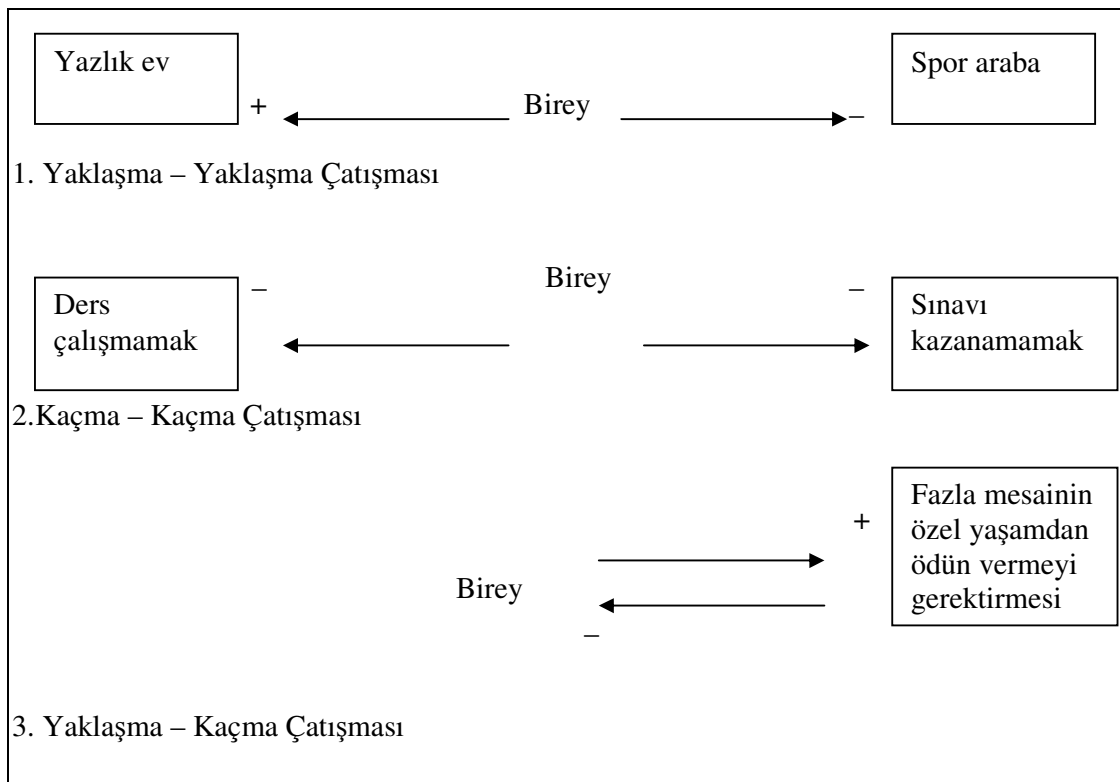 Yazlık ev
Spor araba
+
Birey
–
1. Yaklaşma – Yaklaşma Çatışması
–
Birey
–
Ders
çalışmamak
Sınavı
kazanamamak
2.Kaçma – Kaçma Çatışması
+
Fazla mesainin
özel yaşamdan
ödün vermeyi
gerektirmesi
Birey
–
3. Yaklaşma – Kaçma Çatışması